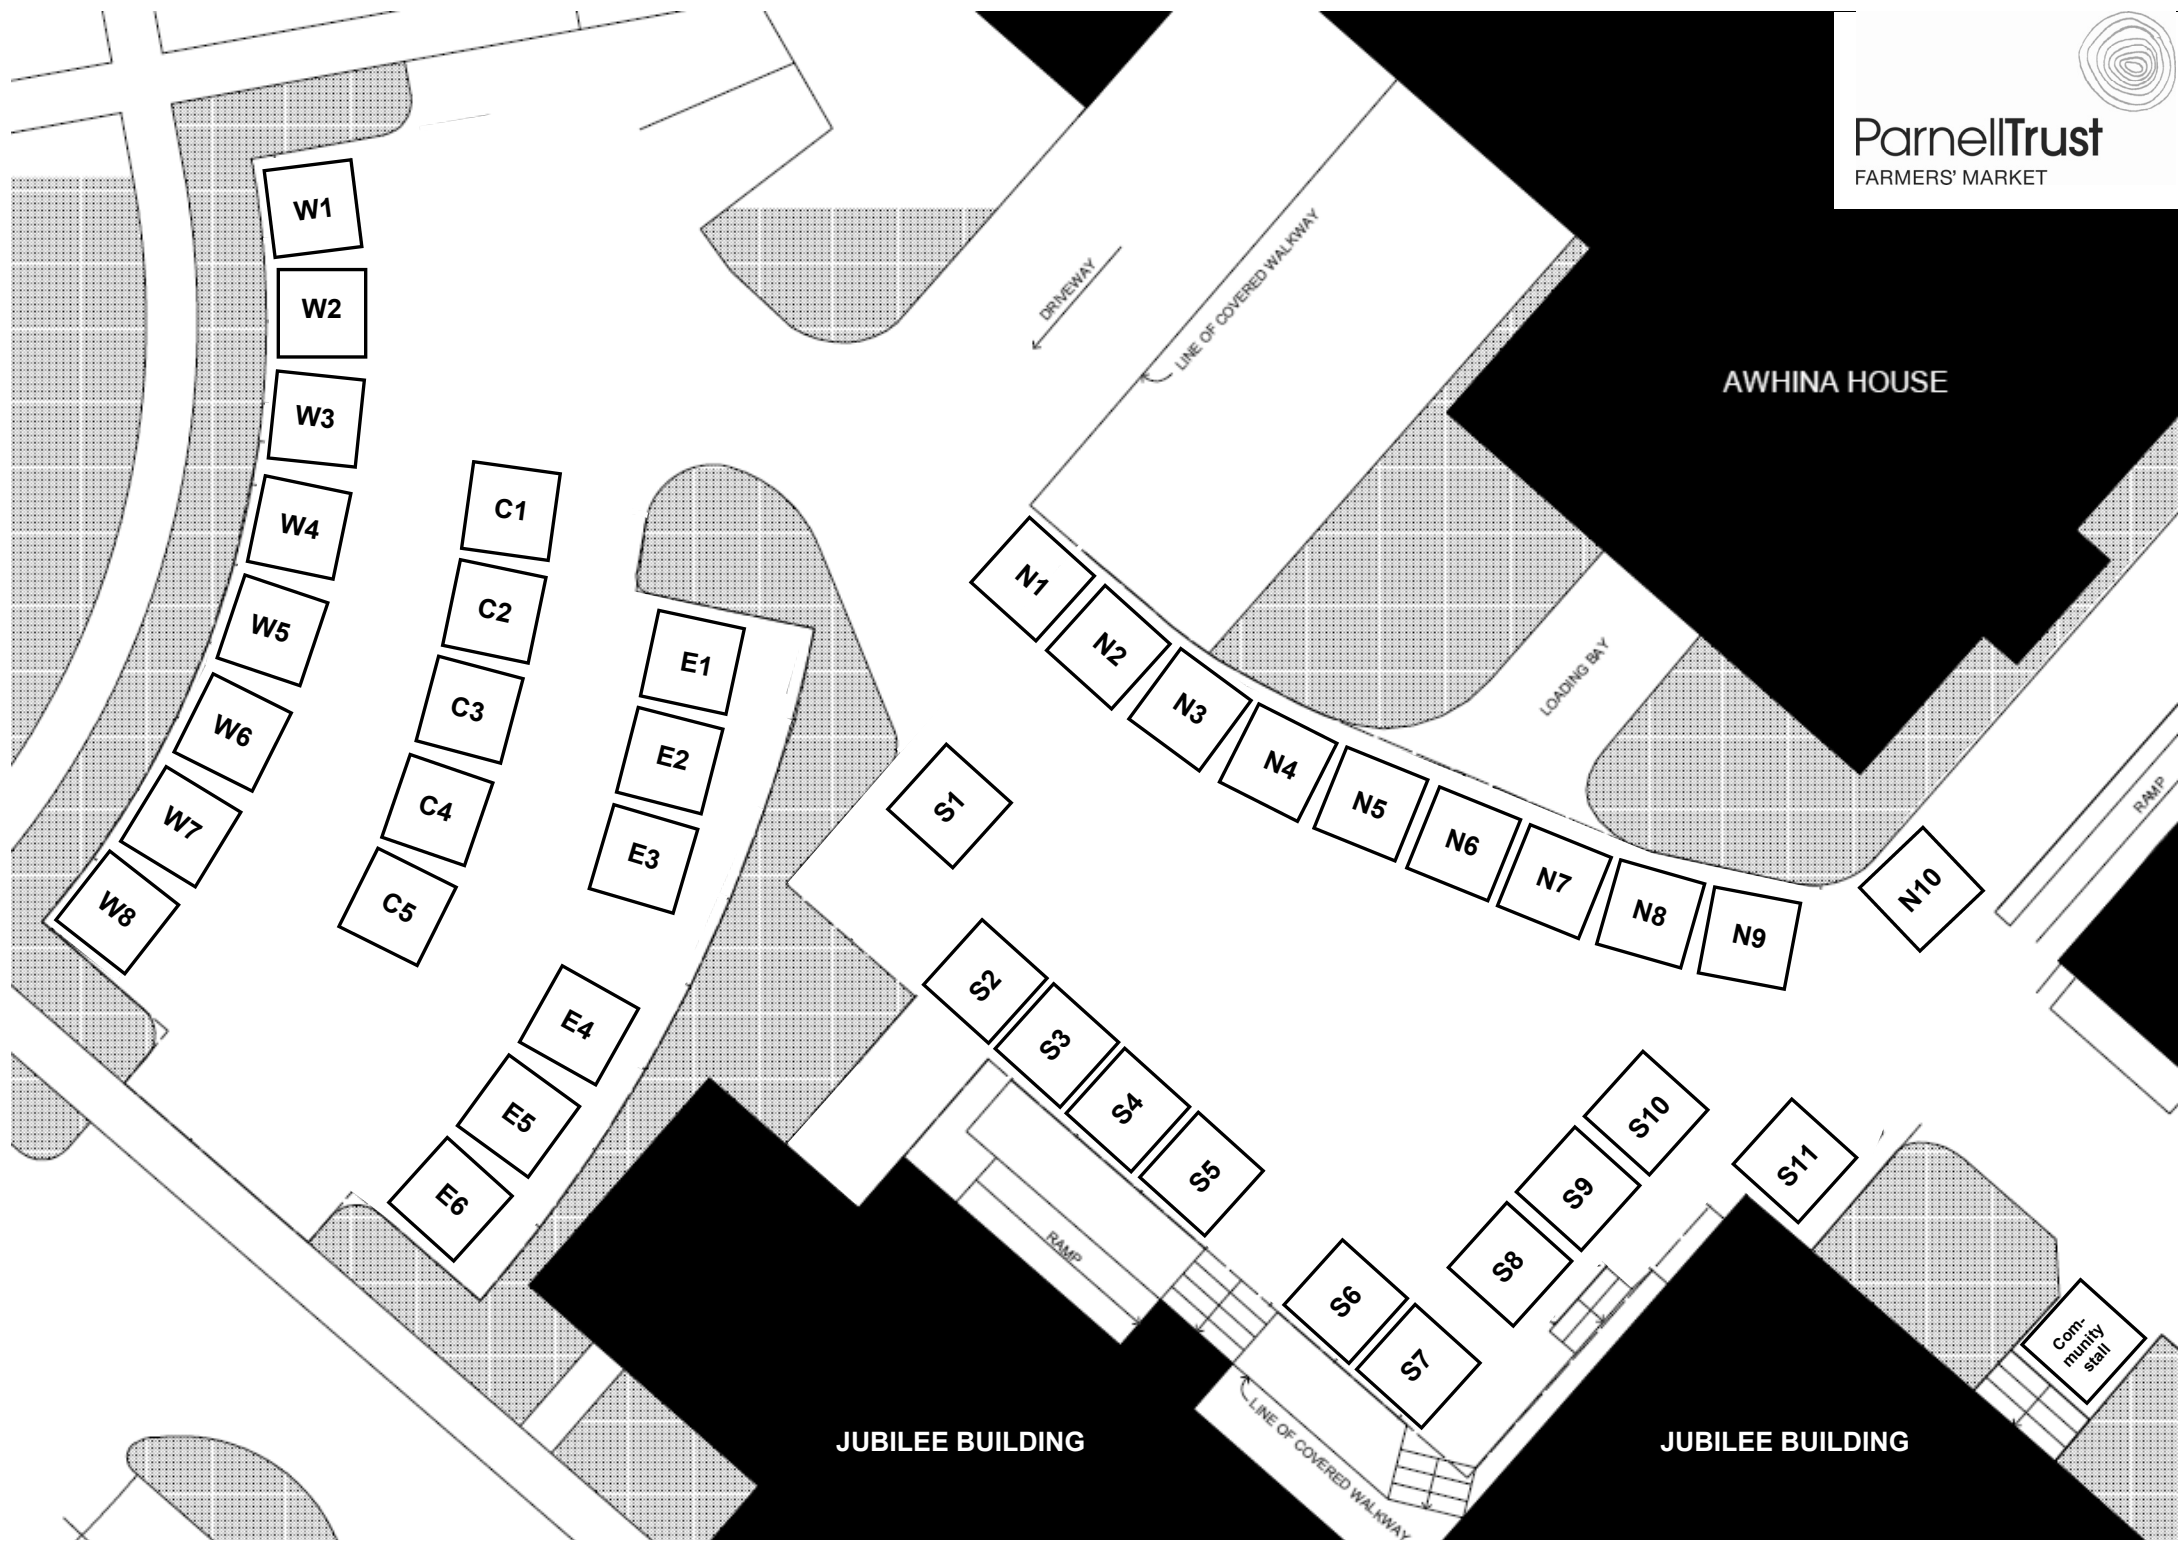 ParnellTrust
FARMERS' MARKET
W1
W2
W3
W4
W5
W6
W7
W8
C1
C2
C3
C4
C5
E1
E2
E3
E4
E5
E6
DRIVEWAY
LINE OF COVERED WALKWAY
AWHINA HOUSE
LOADING BAY
RAMP
N1
N2
N3
N4
N5
N6
N7
N8
N9
N10
S1
S2
S3
S4
S5
S6
S7
S8
S9
S10
S11
RAMP
LINE OF COVERED WALKWAY
Com-
munity
stall
JUBILEE BUILDING
JUBILEE BUILDING